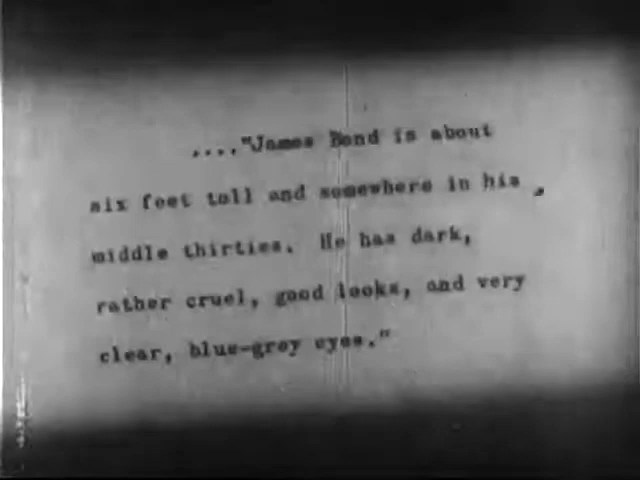 ...."James Bond is about
six feet tall and somewhere in his
middle thirties. He has dark,
rather cruel, good looks, and very
clear, blue-grey eyes."